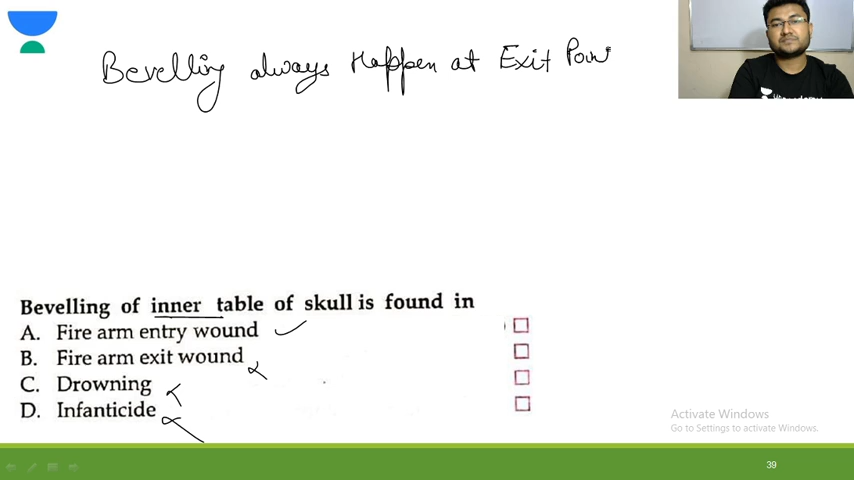 Bevelling always Happen at Exit
Bevelling of inner table of skull is found in
A. Fire arm entry wound
B. Fire arm exit wound
C. Drowning
D. Infanticide
Activate Windows
Go to Settings to activate Windows.
39